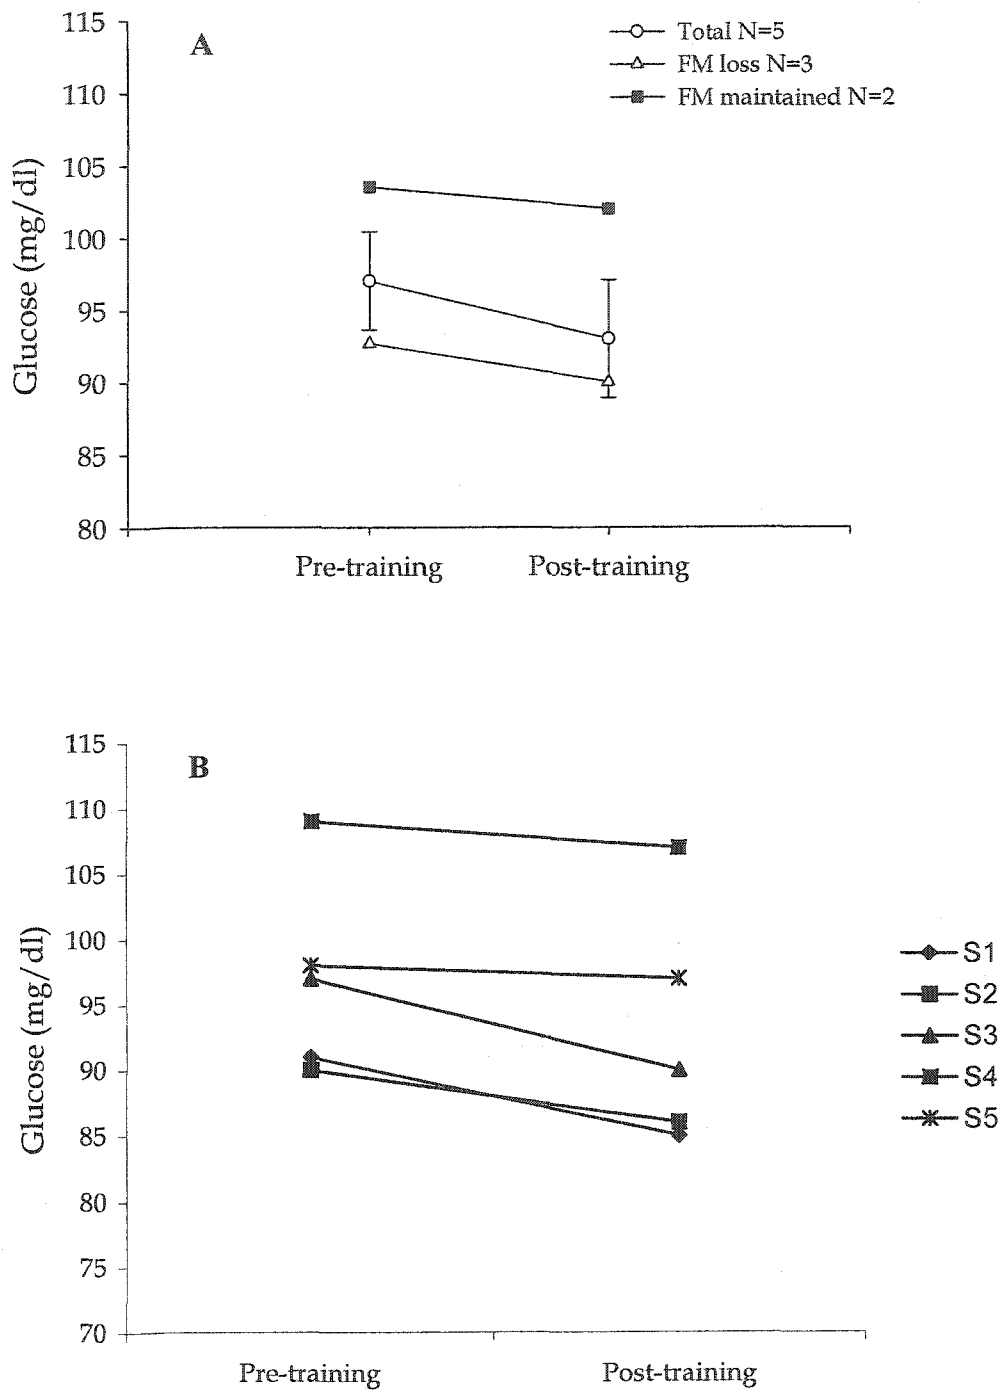 A
Total N=5
FM loss N=3
FM maintained N=2
Glucose (mg/dl)
115
110
105
100
95
90
85
80
Pre-training
Post-training
B
Glucose (mg/dl)
115
110
105
100
95
90
85
80
75
70
Pre-training
Post-training
S1
S2
S3
S4
S5